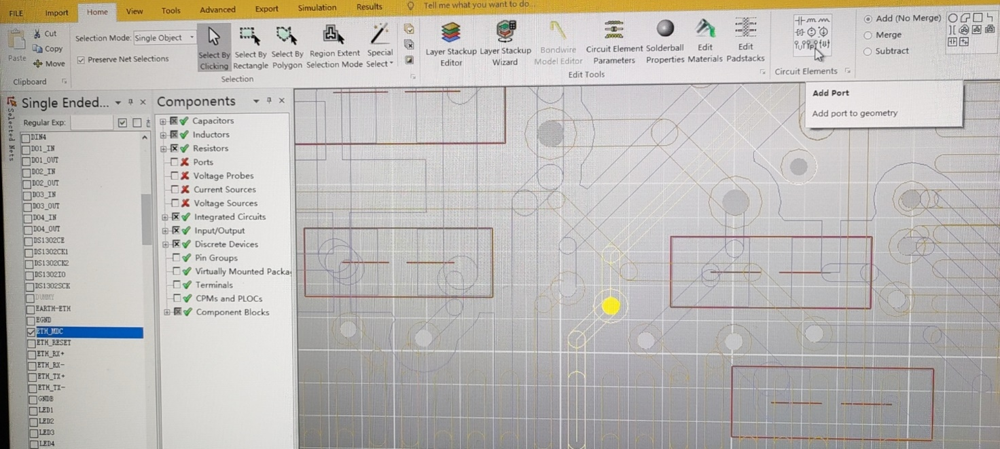 FILE Import Home View Tools Advanced Export Simulation Results Tell me what you want to do...
Paste
Cut
Copy
Move
Clipboard
Selection Mode: Single Object
Preserve Net Selections
Select By Clicking
Select By Rectangle
Select By Polygon
Region Extent Selection Mode
Special Select
Selection
Layer Stackup Editor
Layer Stackup Wizard
Bondwire Model Editor
Circuit Element Parameters
Solderball Properties
Edit Materials
Edit Padstacks
Edit Tools
Circuit Elements
Add (No Merge)
Merge
Subtract
Add Port
Add port to geometry
Selected Nets
Single Ended...
Regular Exp:
DIN4
DO1_IN
DO1_OUT
DO2_IN
DO2_OUT
DO3_IN
DO3_OUT
DO4_IN
DO4_OUT
DS1302CE
DS1302CK1
DS1302CK2
DS1302IO
DS1302SCK
DUMMY
EARTH-ETH
EGND
ETH_MDC
ETH_RESET
ETH_RX+
ETH_RX-
ETH_TX+
ETH_TX-
GNDB
LED1
LED2
LED3
LED4
Components
Capacitors
Inductors
Resistors
Ports
Voltage Probes
Current Sources
Voltage Sources
Integrated Circuits
Input/Output
Discrete Devices
Pin Groups
Virtually Mounted Packa
Terminals
CPMs and PLOCs
Component Blocks